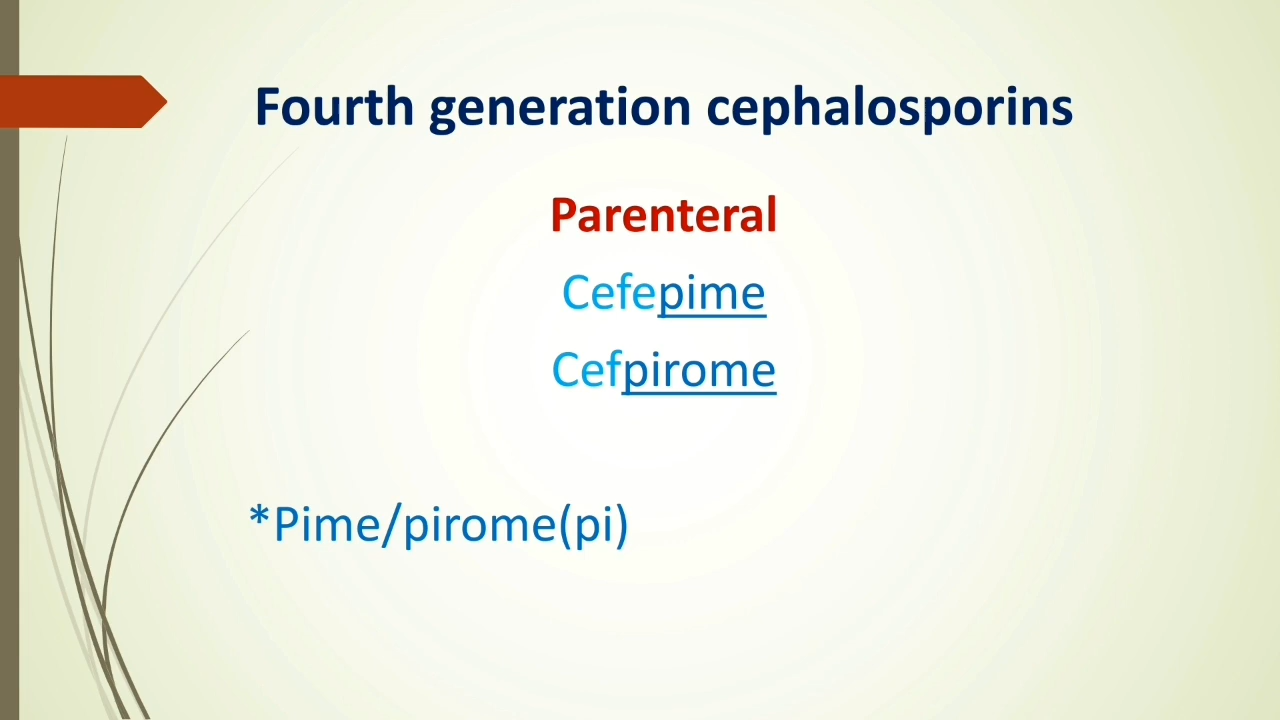 Fourth generation cephalosporins
Parenteral
Cefepime
Cefpirome
*Pime/pirome(pi)